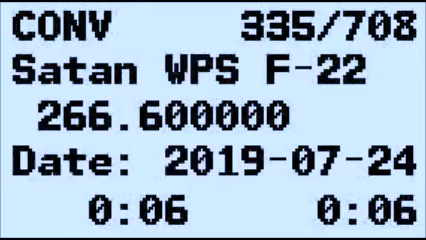 CONV 335/708
Satan WPS F-22
266.600000
Date: 2019-07-24
0:06 0:06